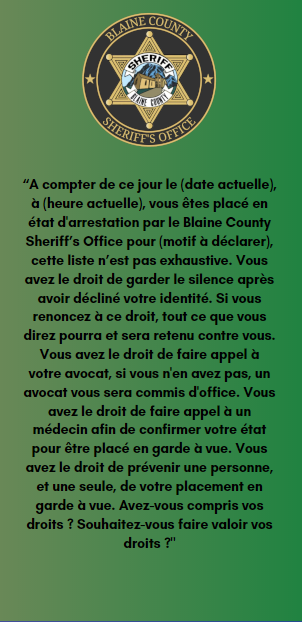 BLAINE COUNTY
SHERIFF
BLAINE COUNTY
SHERIFF'S OFFICE
“A compter de ce jour le (date actuelle),
à (heure actuelle), vous êtes placé en
état d'arrestation par le Blaine County
Sheriff’s Office pour (motif à déclarer),
cette liste n’est pas exhaustive. Vous
avez le droit de garder le silence après
avoir décliné votre identité. Si vous
renoncez à ce droit, tout ce que vous
direz pourra et sera retenu contre vous.
Vous avez le droit de faire appel à
votre avocat, si vous n'en avez pas, un
avocat vous sera commis d'office. Vous
avez le droit de faire appel à un
médecin afin de confirmer votre état
pour être placé en garde à vue. Vous
avez le droit de prévenir une personne,
et une seule, de votre placement en
garde à vue. Avez-vous compris vos
droits ? Souhaitez-vous faire valoir vos
droits ?"